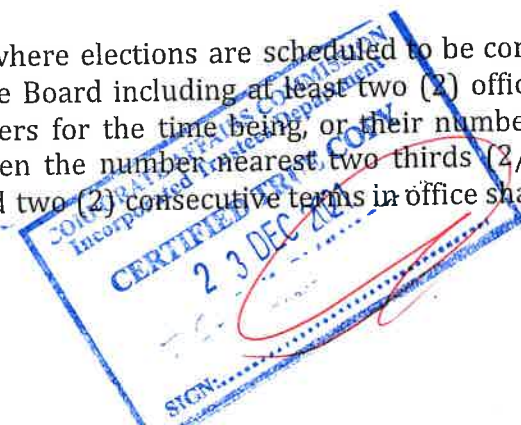 where elections are scheduled to be con
e Board including at least two (2) offic
ers for the time being, or their numbe
en the number nearest two thirds (2/
d two (2) consecutive terms in office sha
CORPORATE AFFAIRS COMMISSION
Incorporated Trustees Department
CERTIFIED TRUE COPY
23 DEC
SIGN: